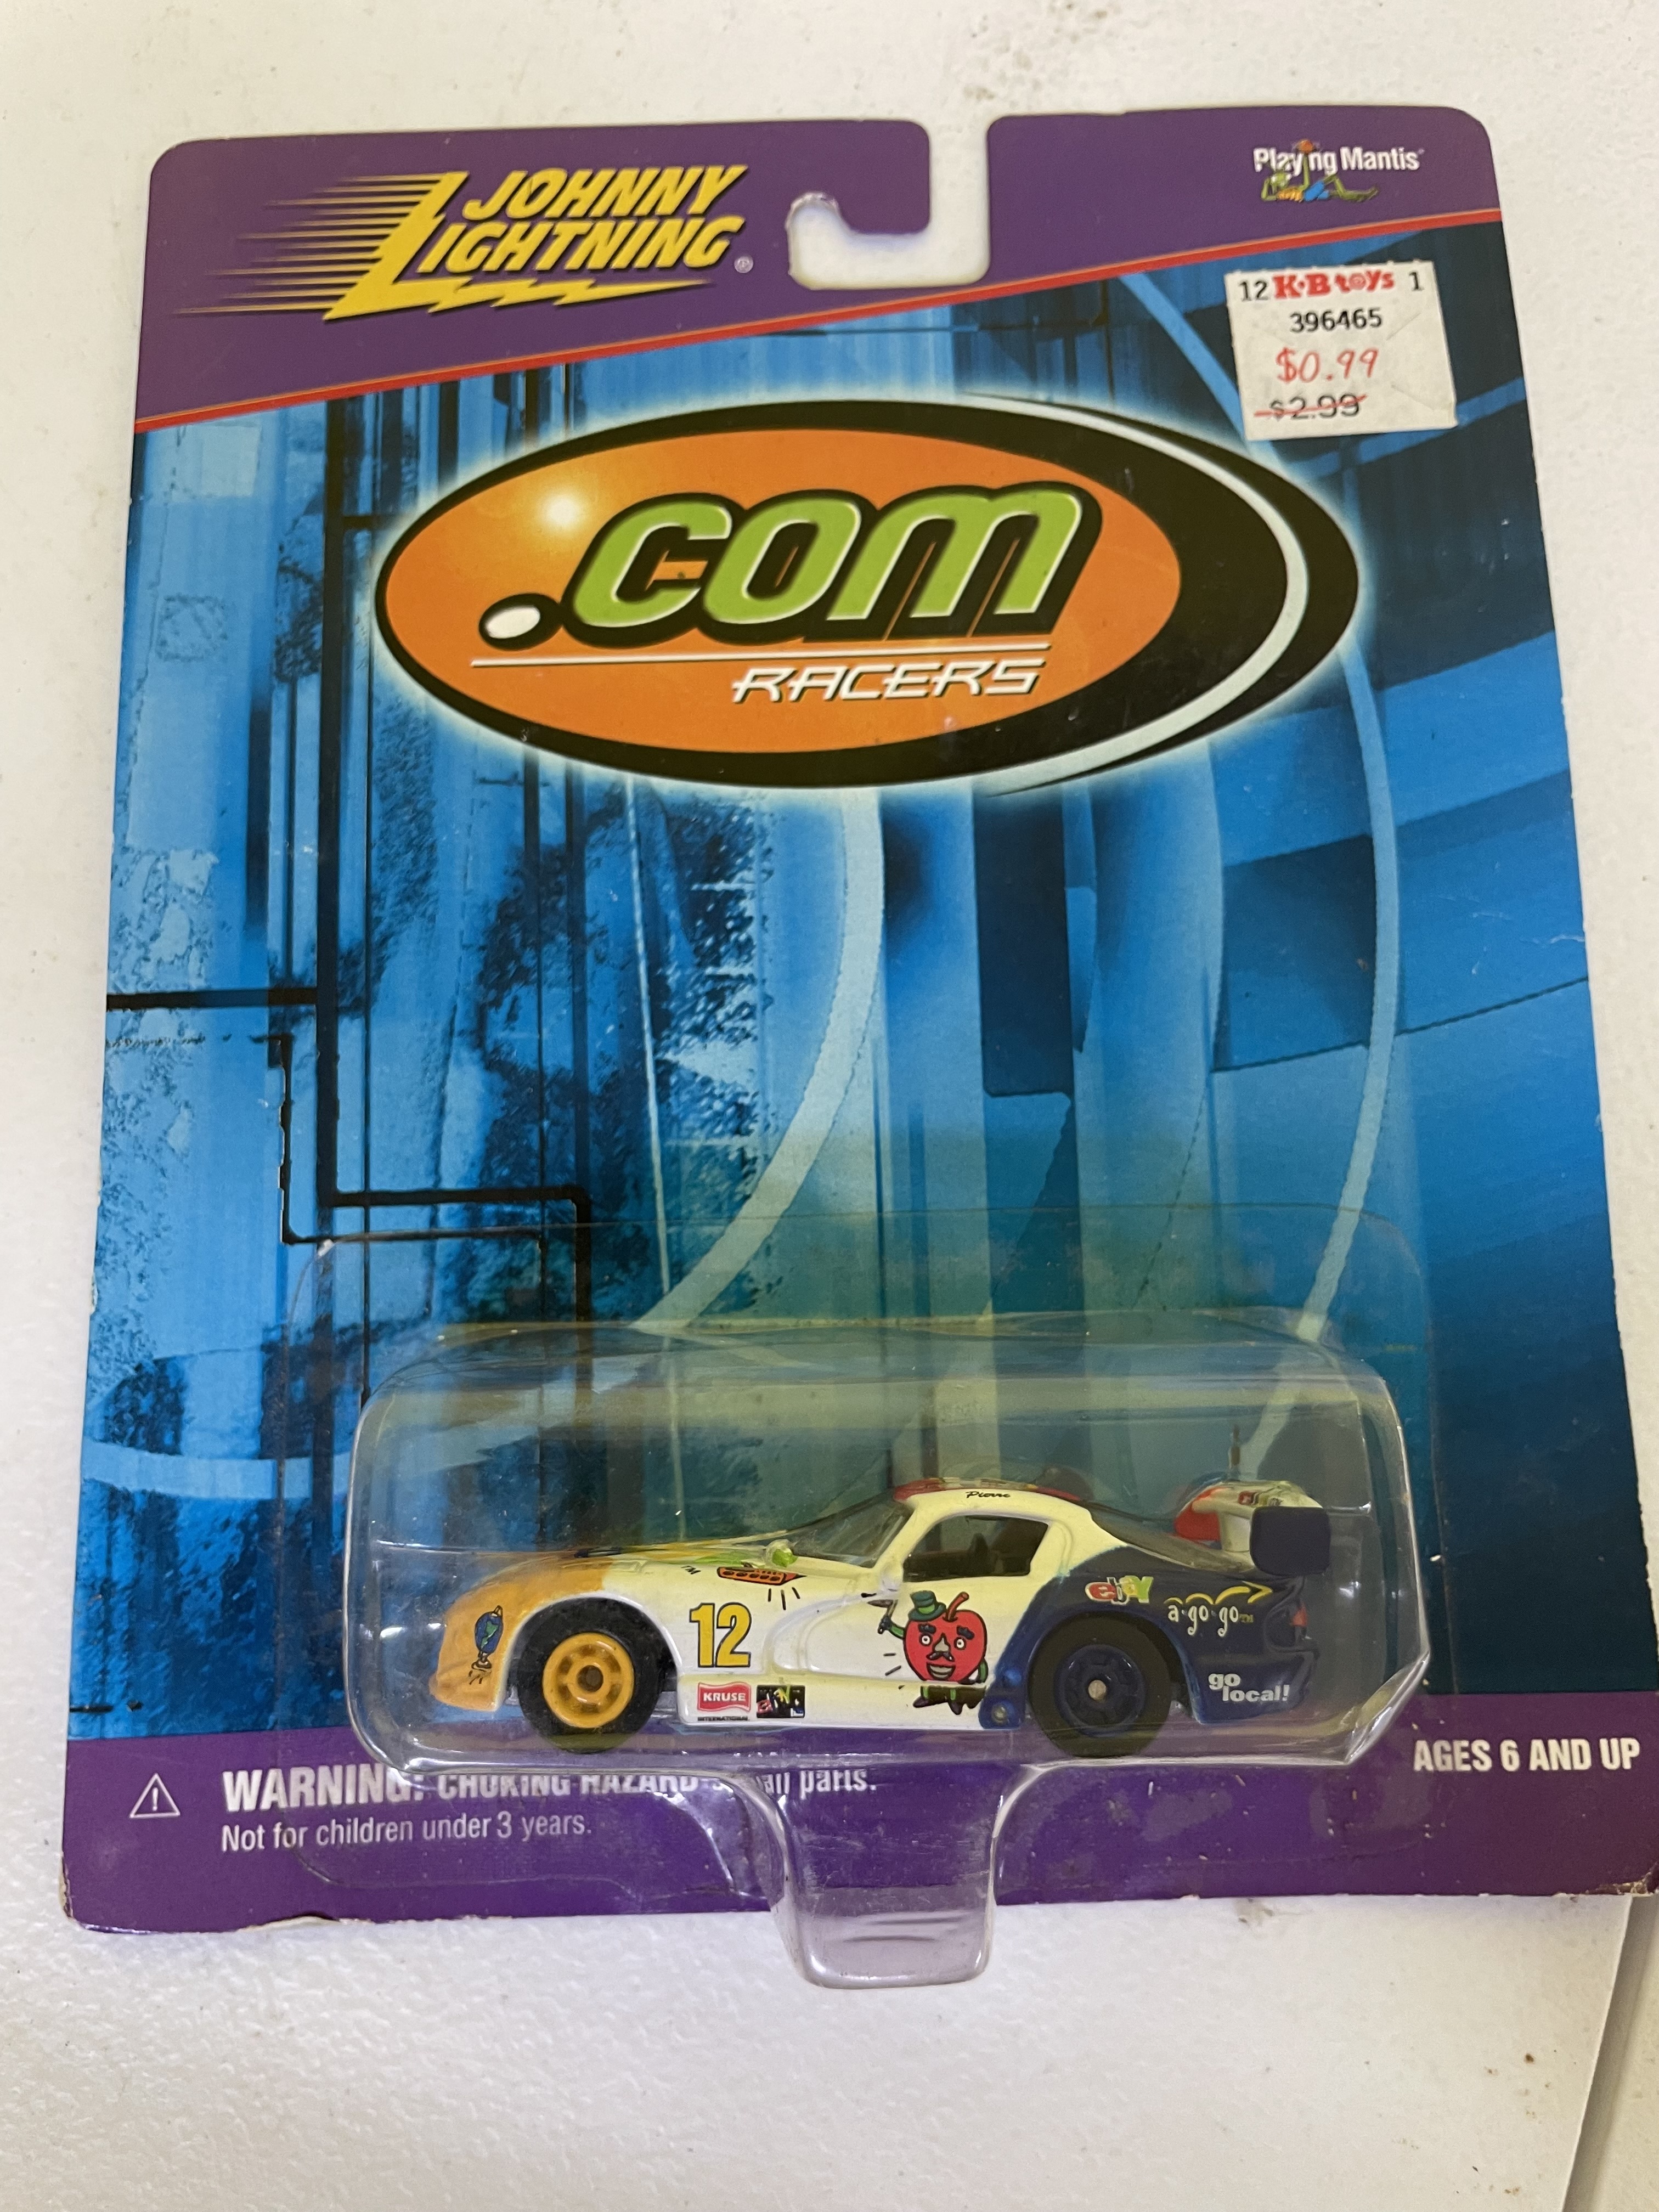 JOHNNY
LIGHTNING®
Playing Mantis
12 K·B toys 1
396465
$0.99
$2.99
.com
RACERS
Pierre
12
KRUSE
INTERNATIONAL
ebay
a·go·go™
go
local!
WARNING: CHOKING HAZARD-Small parts.
Not for children under 3 years.
AGES 6 AND UP